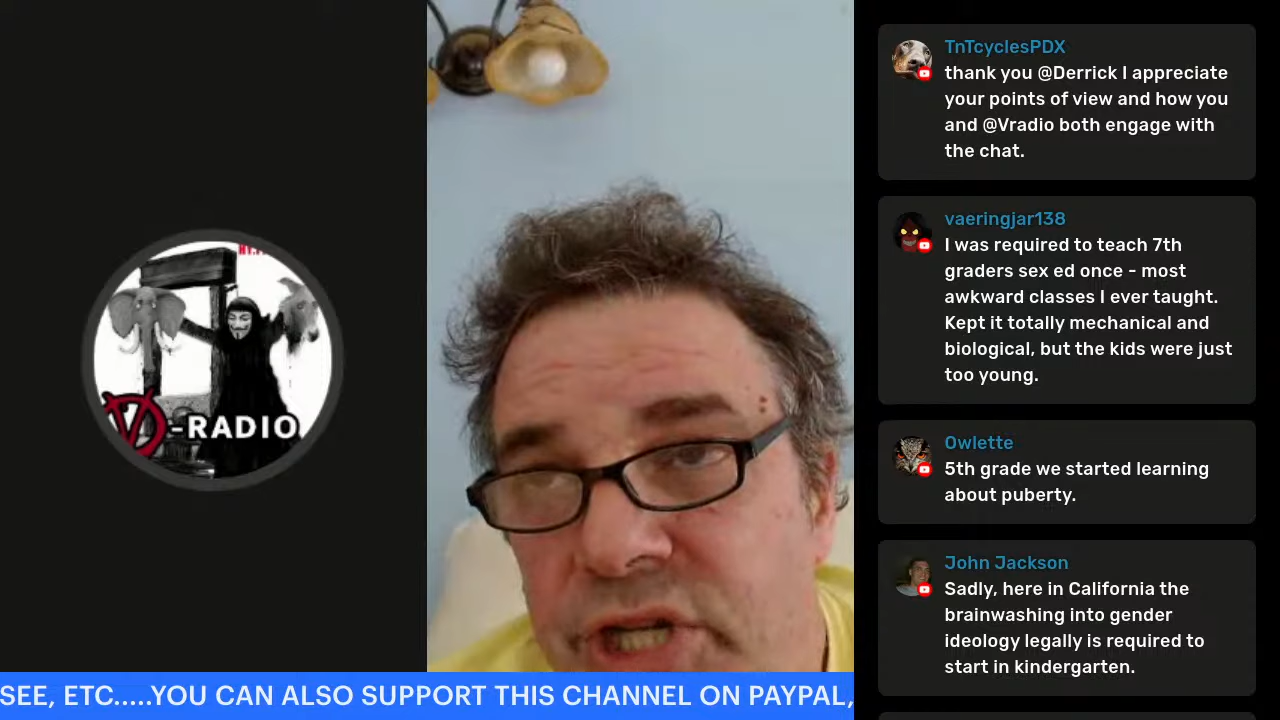 V-RADIO
SEE, ETC.....YOU CAN ALSO SUPPORT THIS CHANNEL ON PAYPAL,
TnTcyclesPDX
thank you @Derrick I appreciate
your points of view and how you
and @Vradio both engage with
the chat.
vaeringjar138
I was required to teach 7th
graders sex ed once - most
awkward classes I ever taught.
Kept it totally mechanical and
biological, but the kids were just
too young.
Owlette
5th grade we started learning
about puberty.
John Jackson
Sadly, here in California the
brainwashing into gender
ideology legally is required to
start in kindergarten.